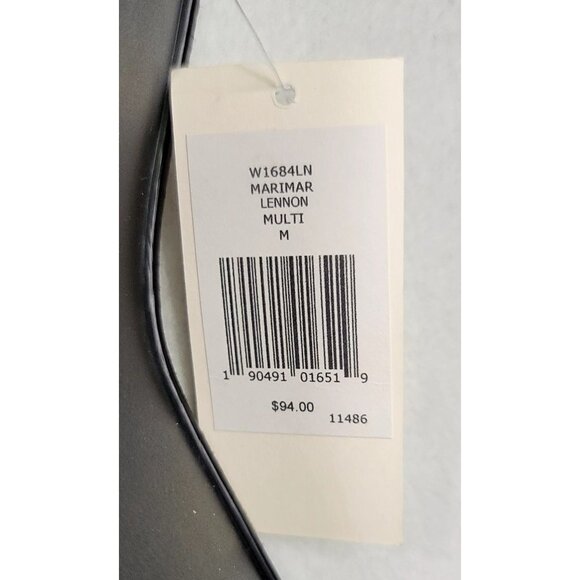 W1684LN
MARIMAR
LENNON
MULTI
M
1 90491 01651 9
$94.00
11486